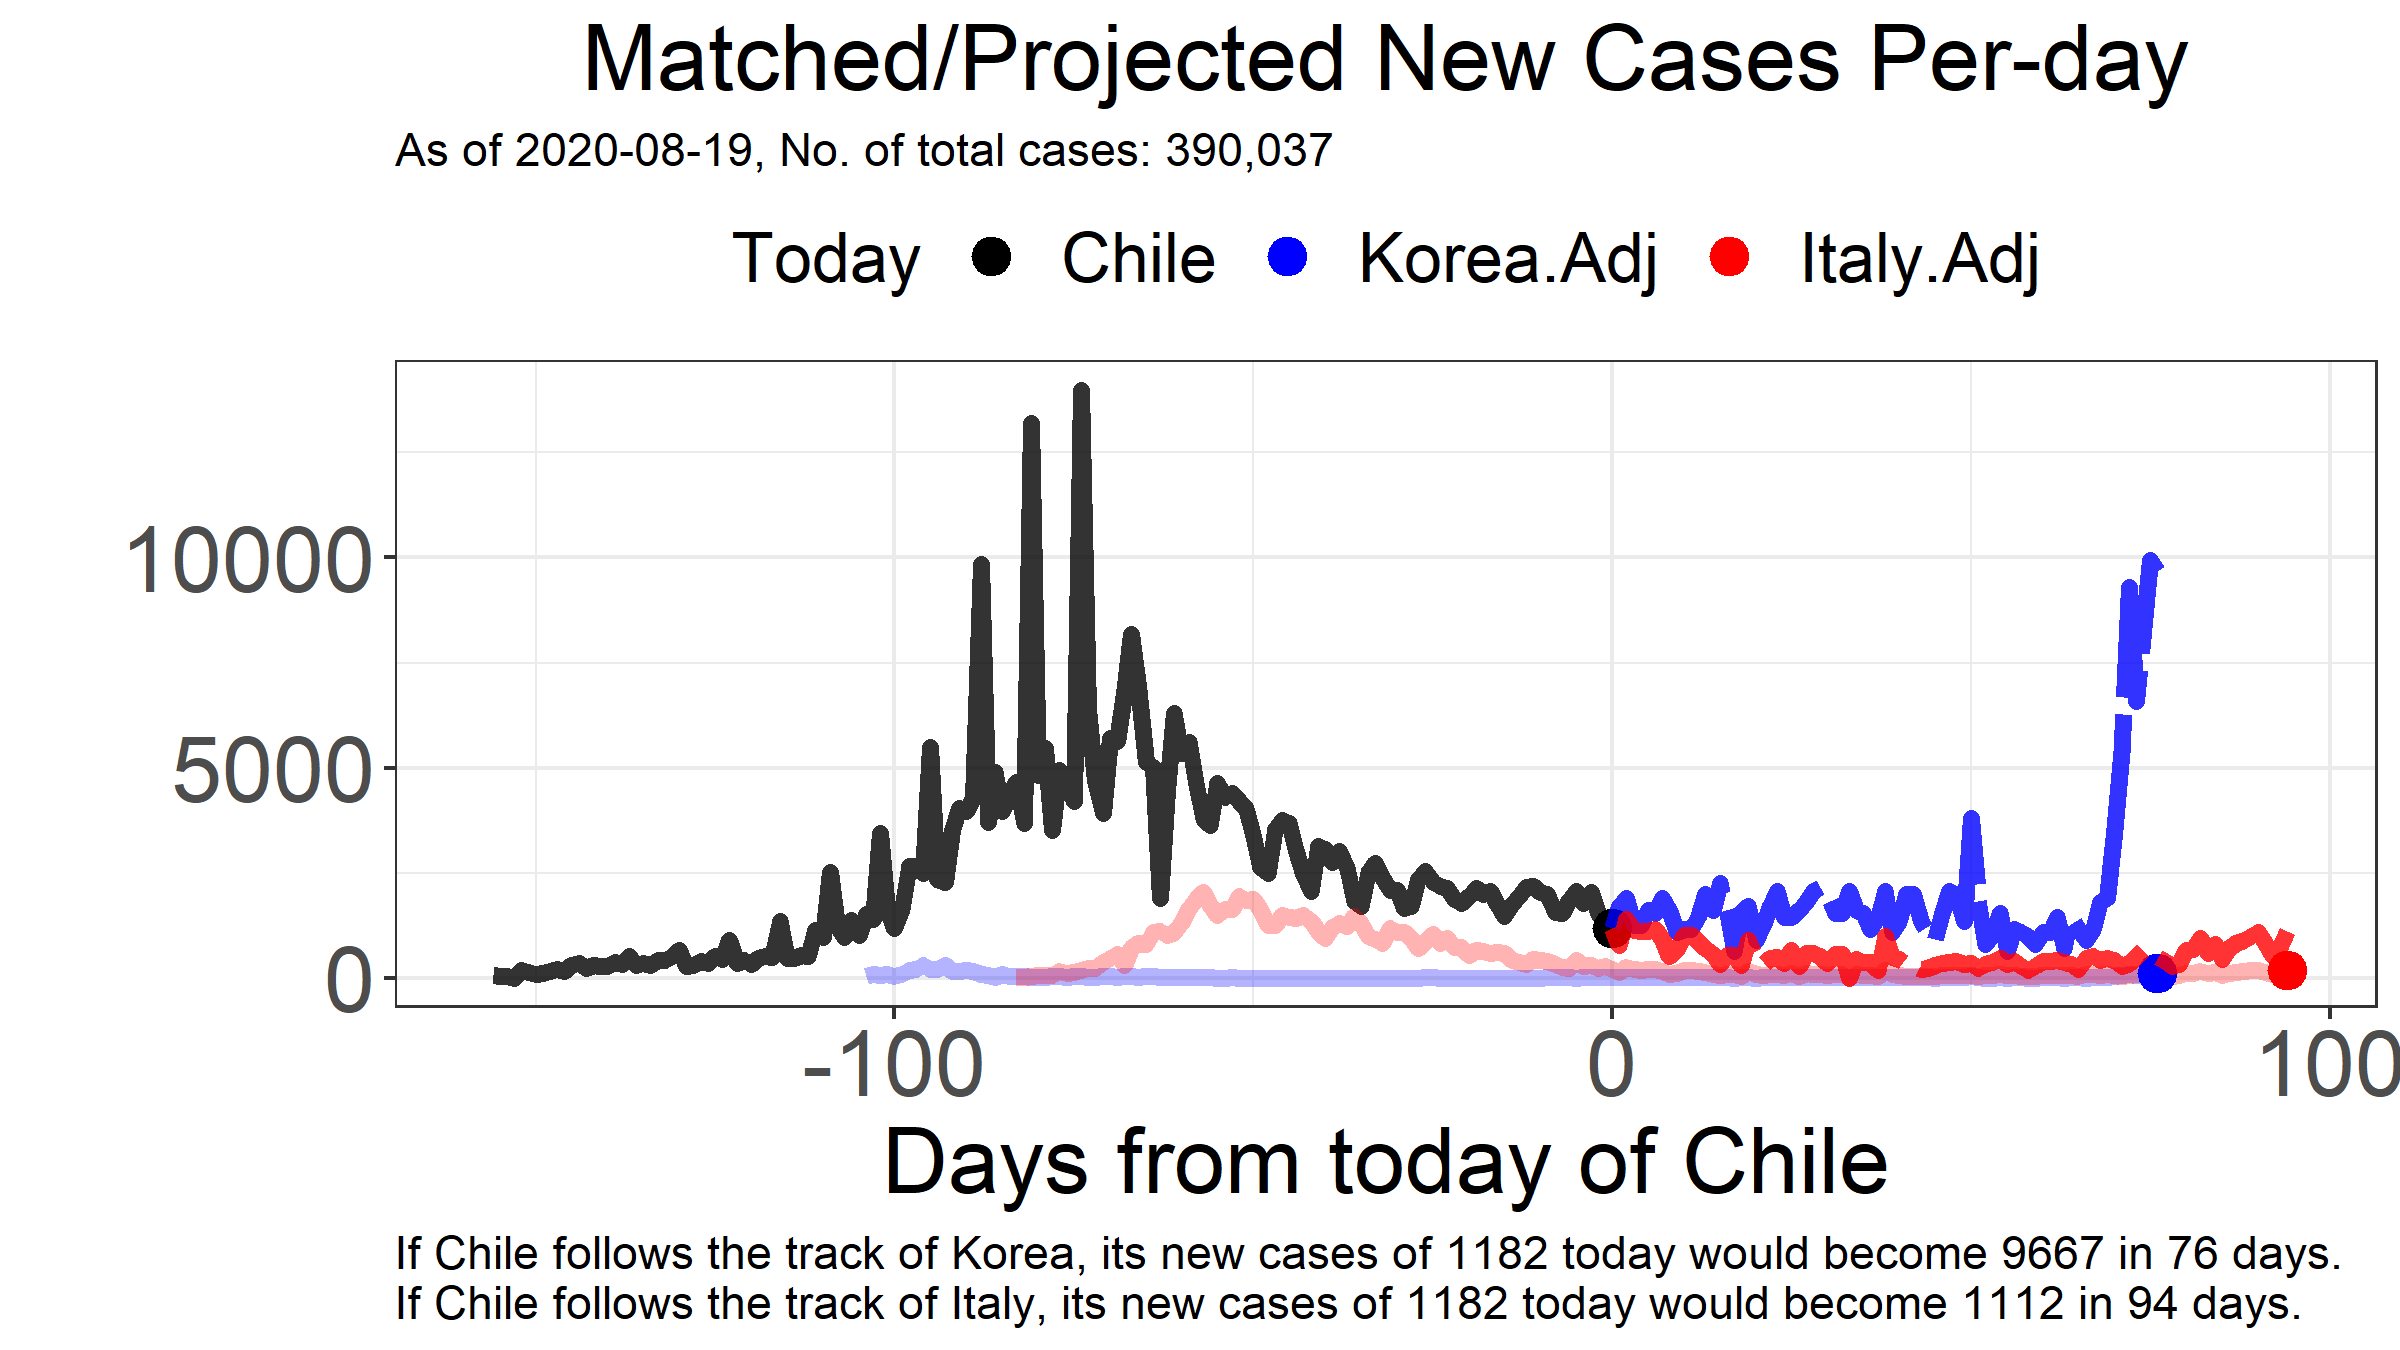 Matched/Projected New Cases Per-day
As of 2020-08-19, No. of total cases: 390,037
Today Chile Korea.Adj Italy.Adj
10000
5000
0
-100 0 100
Days from today of Chile
If Chile follows the track of Korea, its new cases of 1182 today would become 9667 in 76 days.
If Chile follows the track of Italy, its new cases of 1182 today would become 1112 in 94 days.